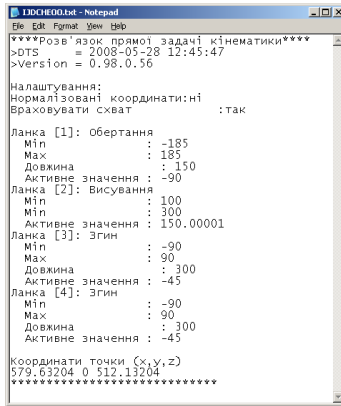 IJDCHE00.txt - Notepad
File Edit Format View Help
****Розв'язок прямої задачі кінематики****
>DTS = 2008-05-28 12:45:47
>Version = 0.98.0.56
Налаштування:
Нормалізовані координати:ні
Враховувати схват :так
Ланка [1]: Обертання
Min : -185
Max : 185
Довжина : 150
Активне значення : -90
Ланка [2]: Висування
Min : 100
Max : 300
Активне значення : 150.00001
Ланка [3]: Згин
Min : -90
Max : 90
Довжина : 300
Активне значення : -45
Ланка [4]: Згин
Min : -90
Max : 90
Довжина : 300
Активне значення : -45
Координати точки (x,y,z)
579.63204 0 512.13204
*****************************